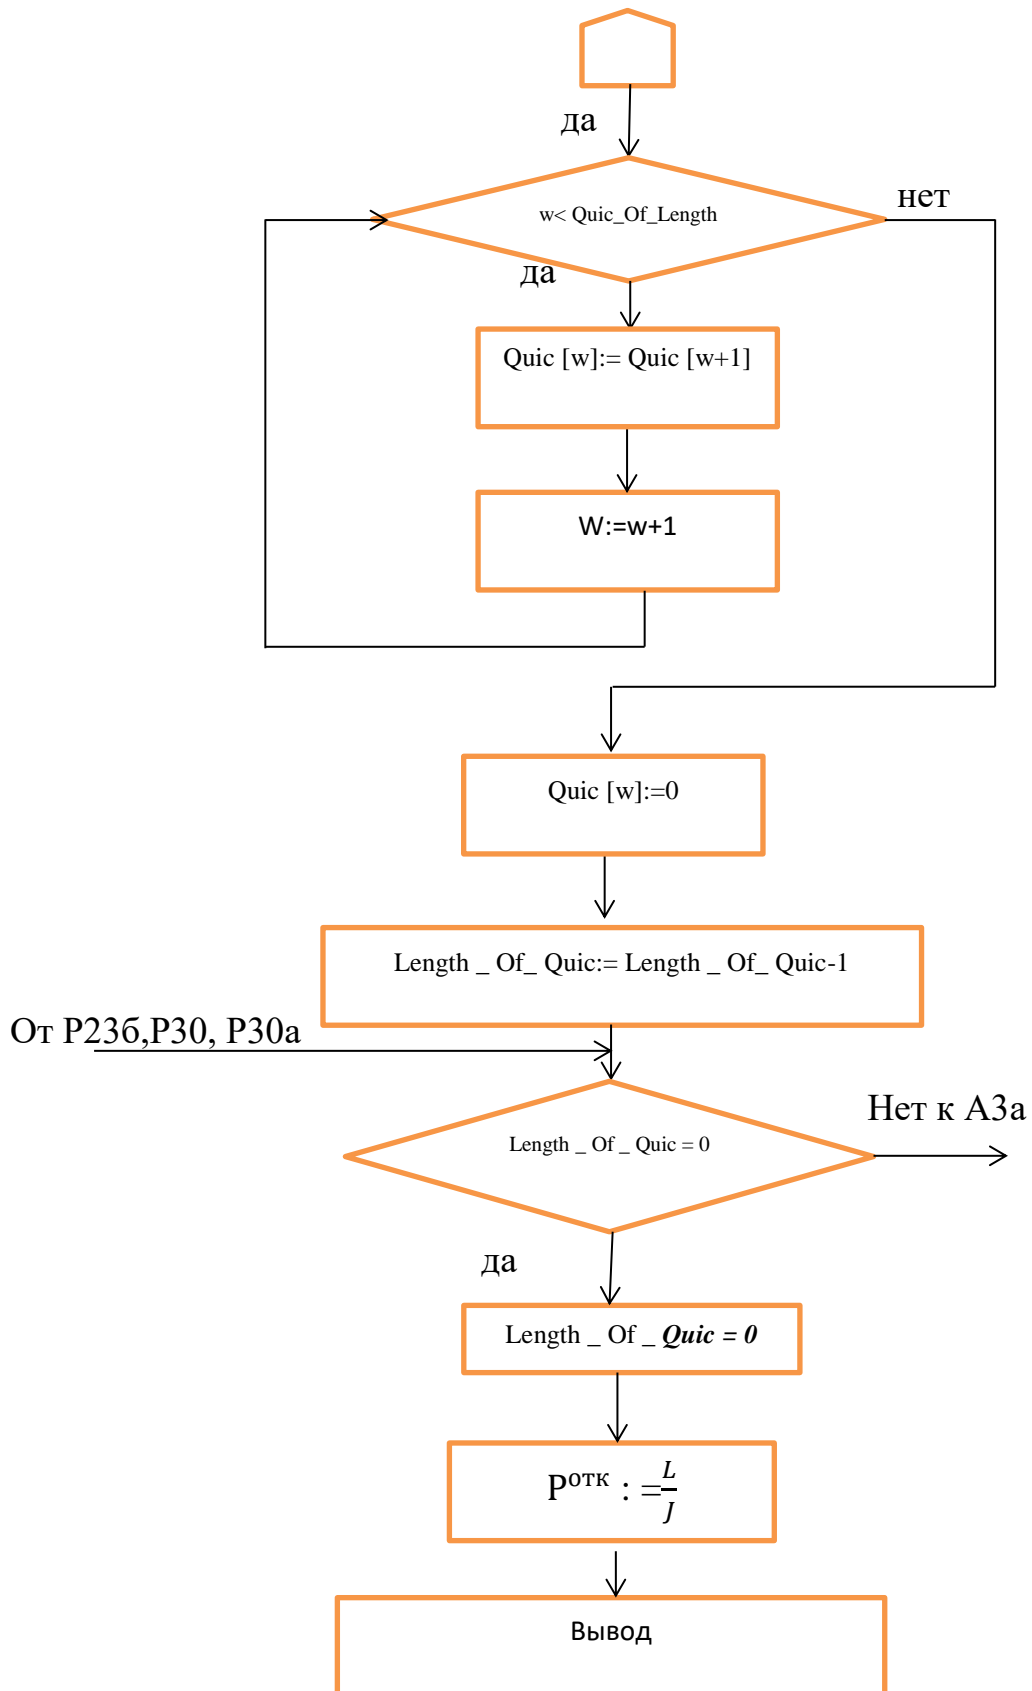 да
w< Quic_Of_Length
нет
да
Quic [w]:= Quic [w+1]
W:=w+1
Quic [w]:=0
Length _ Of_ Quic:= Length _ Of_ Quic-1
От Р23б,Р30, Р30а
Нет к А3а
Length _ Of _ Quic = 0
да
Length _ Of _ Quic = 0
Pотк : =L/J
Вывод